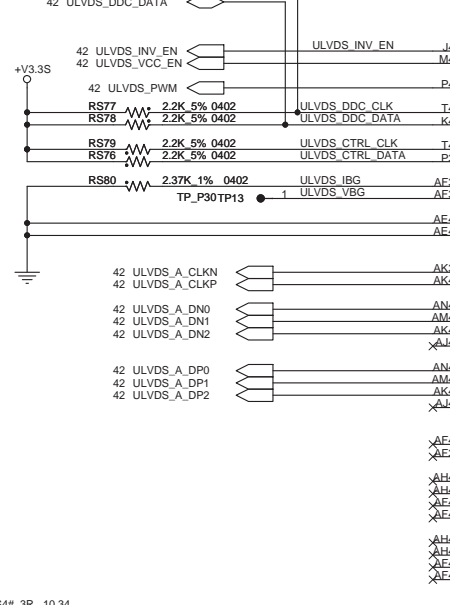 42 ULVDS_DDC_DATA
42 ULVDS_INV_EN ULVDS_INV_EN
42 ULVDS_VCC_EN
+V3.3S
42 ULVDS_PWM
RS77 2.2K_5% 0402 ULVDS_DDC_CLK
RS78 2.2K_5% 0402 ULVDS_DDC_DATA
RS79 2.2K_5% 0402 ULVDS_CTRL_CLK
RS76 2.2K_5% 0402 ULVDS_CTRL_DATA
RS80 2.37K_1% 0402 ULVDS_IBG
TP_P30 TP13 1 ULVDS_VBG
42 ULVDS_A_CLKN
42 ULVDS_A_CLKP
42 ULVDS_A_DN0
42 ULVDS_A_DN1
42 ULVDS_A_DN2
42 ULVDS_A_DP0
42 ULVDS_A_DP1
42 ULVDS_A_DP2